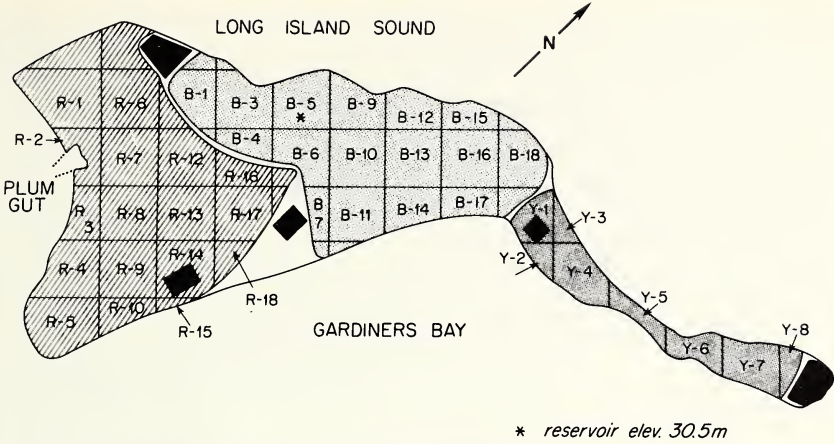 LONG ISLAND SOUND
N
R-1
R-6
B-1
B-3
B-5
*
B-9
B-12
B-15
R-2
R-7
R-12
B-4
B-6
B-10
B-13
B-16
B-18
PLUM
GUT
R
3
R-8
R-13
R-16
R-17
B
7
B-11
B-14
B-17
Y-1
Y-3
R-4
R-9
R-14
R-18
Y-2
Y-4
R-5
R-10
R-15
GARDINERS BAY
Y-5
Y-6
Y-7
Y-8
* reservoir elev. 30.5m